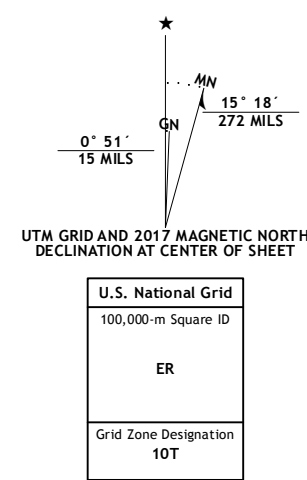 MN
GN
15° 18´
272 MILS
0° 51´
15 MILS
UTM GRID AND 2017 MAGNETIC NORTH
DECLINATION AT CENTER OF SHEET
U.S. National Grid
100,000-m Square ID
ER
Grid Zone Designation
10T